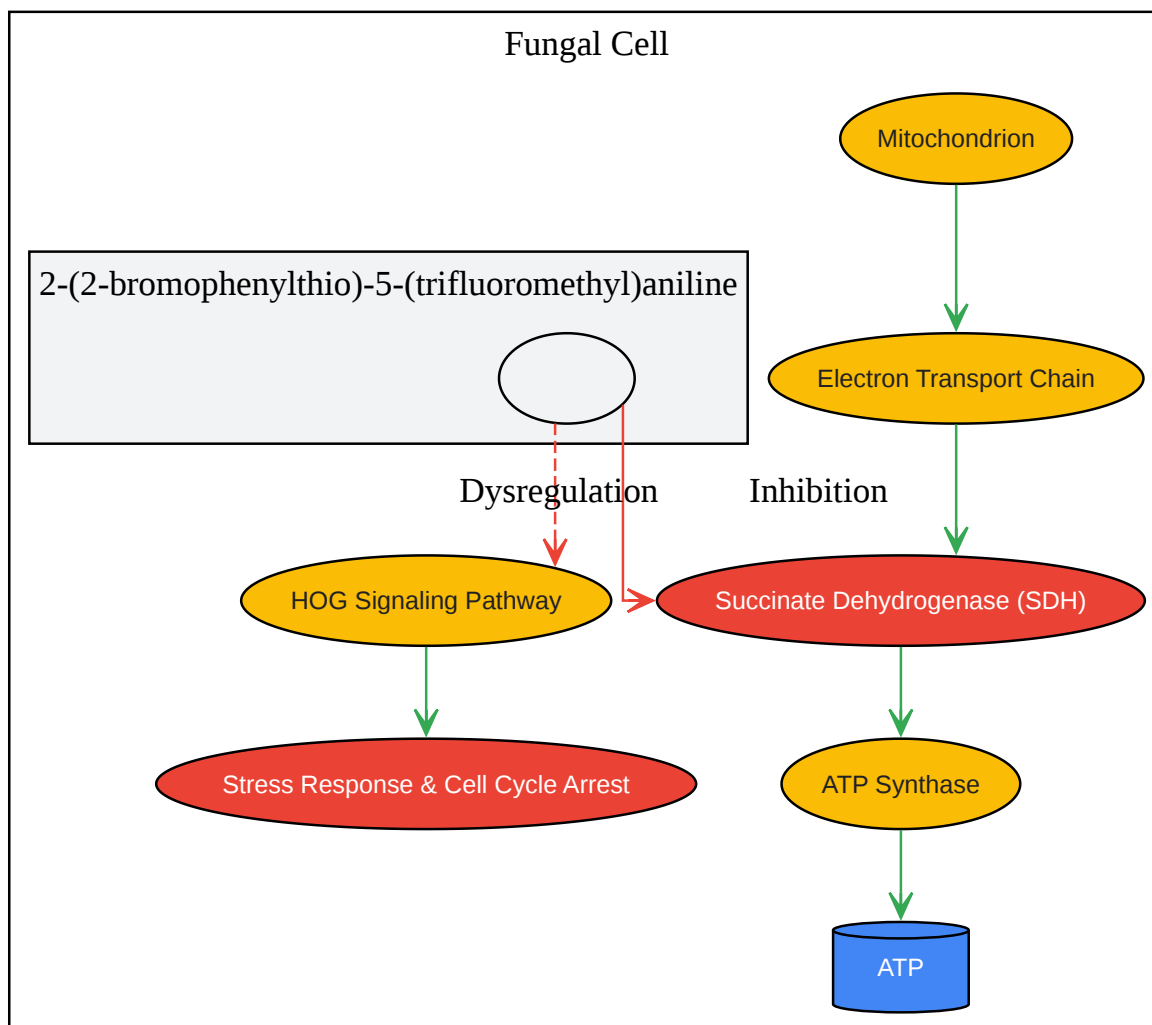 Fungal Cell
Mitochondrion
2-(2-bromophenylthio)-5-(trifluoromethyl)aniline
Electron Transport Chain
Dysregulation
Inhibition
HOG Signaling Pathway
Succinate Dehydrogenase (SDH)
Stress Response & Cell Cycle Arrest
ATP Synthase
ATP